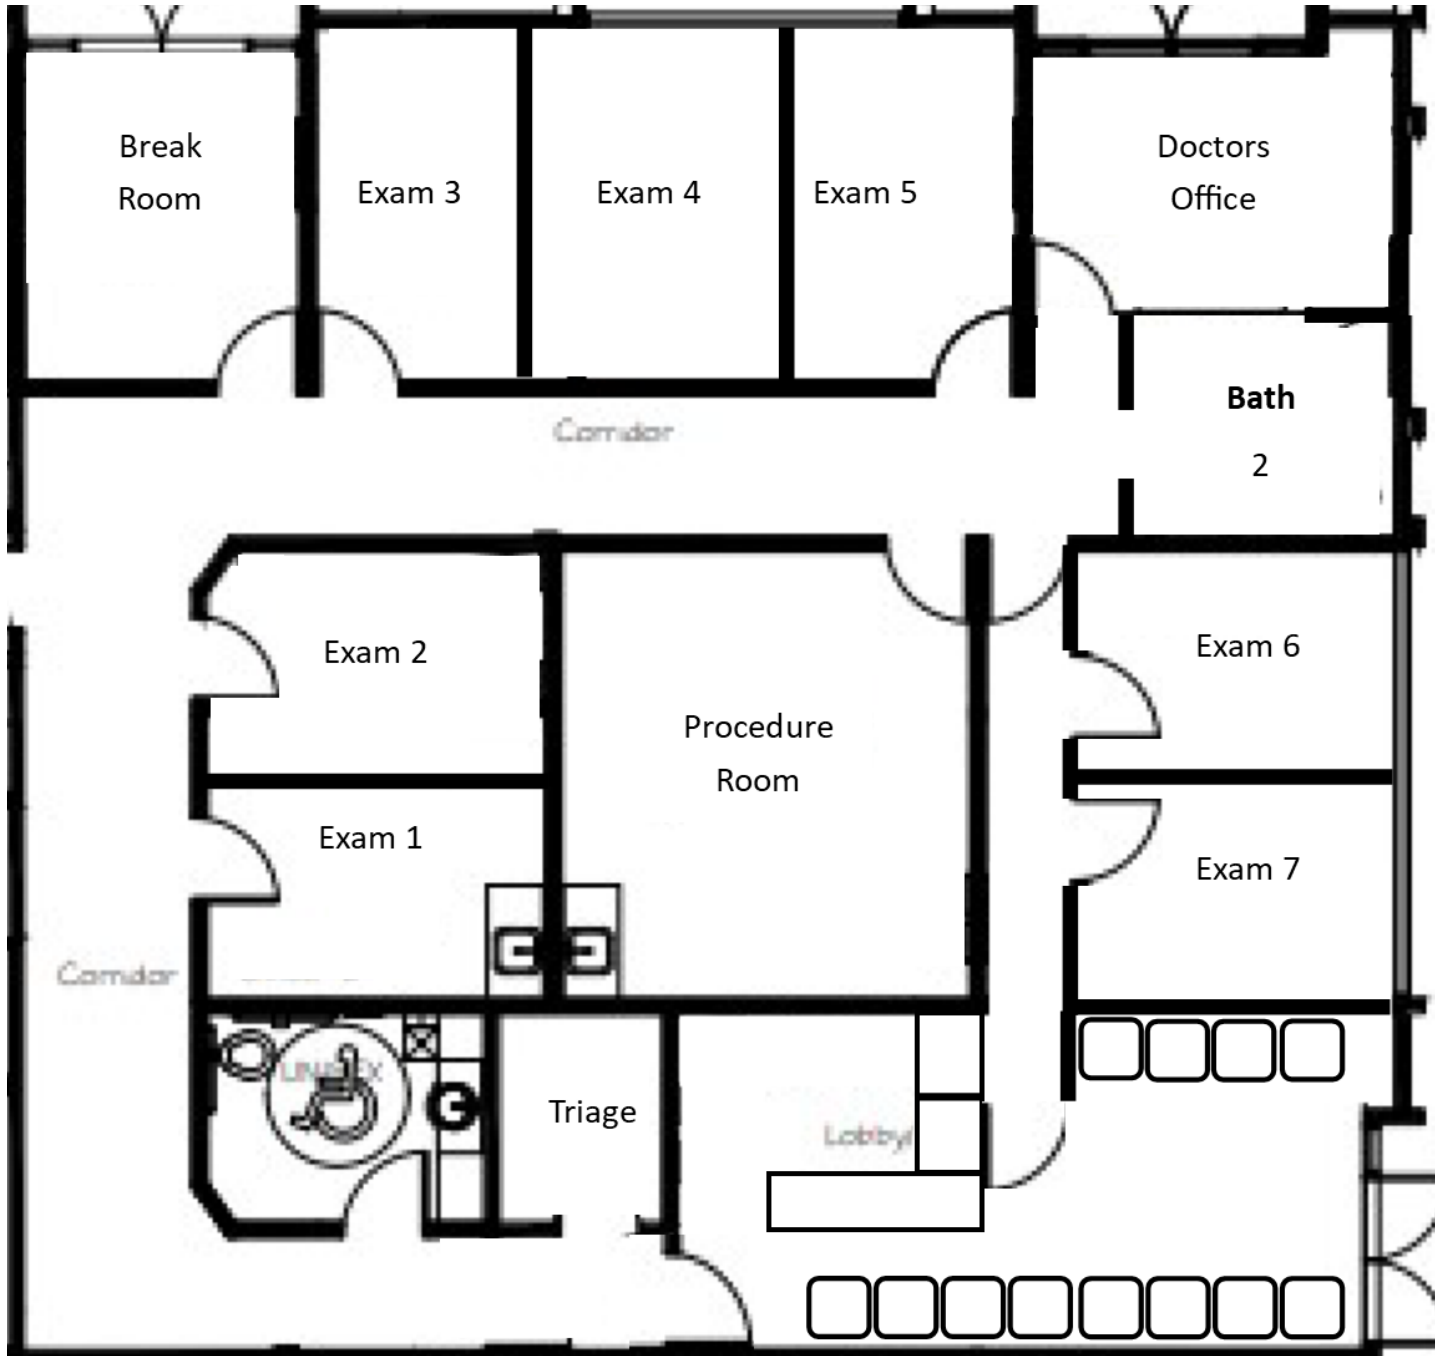 Break
Room
Exam 3
Exam 4
Exam 5
Doctors
Office
Corridor
Bath
2
Exam 2
Exam 6
Procedure
Room
Exam 1
Exam 7
Corridor
UNISEX
Triage
Lobby/